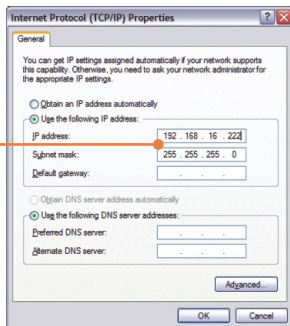 Internet Protocol (TCP/IP) Properties
General
You can get IP settings assigned automatically if your network supports
this capability. Otherwise, you need to ask your network administrator for
the appropriate IP settings.
Obtain an IP address automatically
Use the following IP address:
IP address: 192 . 168 . 16 . 222
Subnet mask: 255 . 255 . 255 . 0
Default gateway: . . .
Obtain DNS server address automatically
Use the following DNS server addresses:
Preferred DNS server: . . .
Alternate DNS server: . . .
Advanced...
OK Cancel